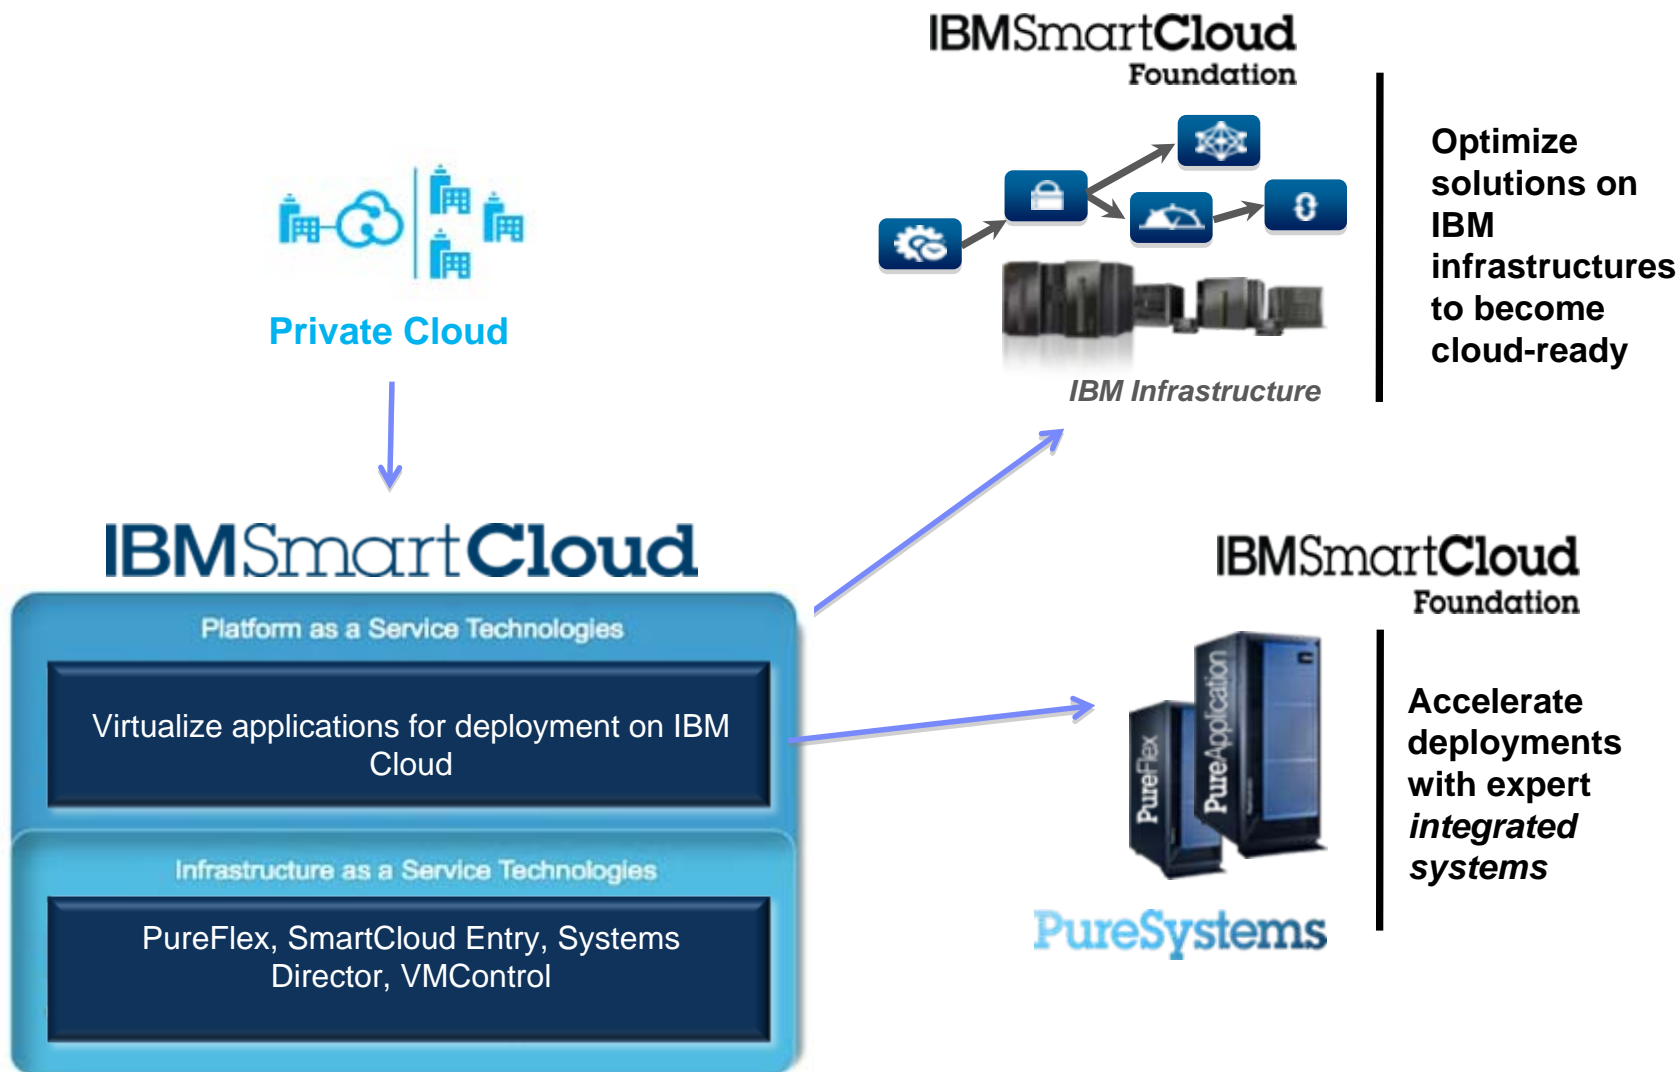 IBMSmartCloud
Foundation
Optimize
solutions on
IBM
infrastructures
to become
cloud-ready
IBM Infrastructure
Private Cloud
IBMSmartCloud
Platform as a Service Technologies
Virtualize applications for deployment on IBM
Cloud
Infrastructure as a Service Technologies
PureFlex, SmartCloud Entry, Systems
Director, VMControl
IBMSmartCloud
Foundation
PureFlex
PureApplication
Accelerate
deployments
with expert
integrated
systems
PureSystems